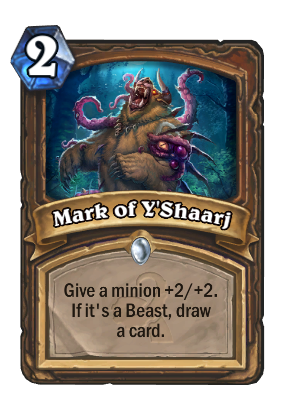 2
Mark of Y'Shaarj
Give a minion +2/+2.
If it's a Beast, draw
a card.